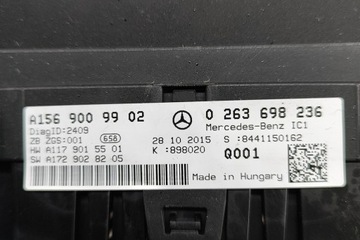 A156 900 99 02 0 263 698 236
DiagID:2409 Mercedes-Benz IC1
ZB ZGS:001 658 28 10 2015 S :8441150162
HW A117 901 55 01 K :898020 Q001
SW A172 902 82 05 Made in Hungary